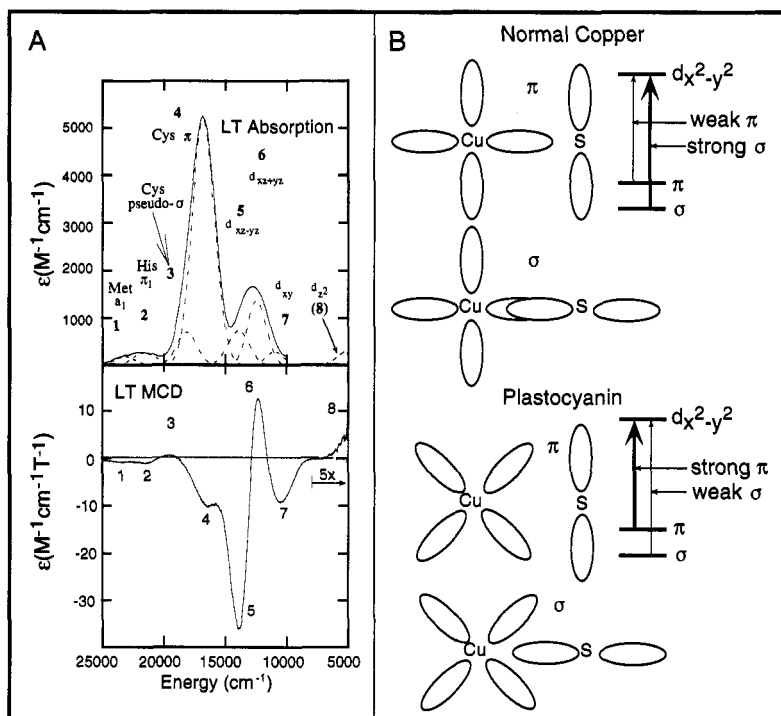 A
LT Absorption
4
Cys π
6
d xz+yz
5
d xz-yz
Cys
pseudo-σ
3
His
π1
2
Met
a1
1
dxy
7
dz2
(8)
5000
4000
3000
2000
1000
ε(M-1cm-1)
LT MCD
6
8
3
5x
1
2
4
7
5
10
0
-10
-20
-30
ε(M-1cm-1T-1)
25000
20000
15000
10000
5000
Energy (cm-1)
B
Normal Copper
π
Cu
S
dx2-y2
weak π
strong σ
π
σ
σ
Cu
S
Plastocyanin
π
Cu
S
dx2-y2
strong π
weak σ
π
σ
σ
Cu
S